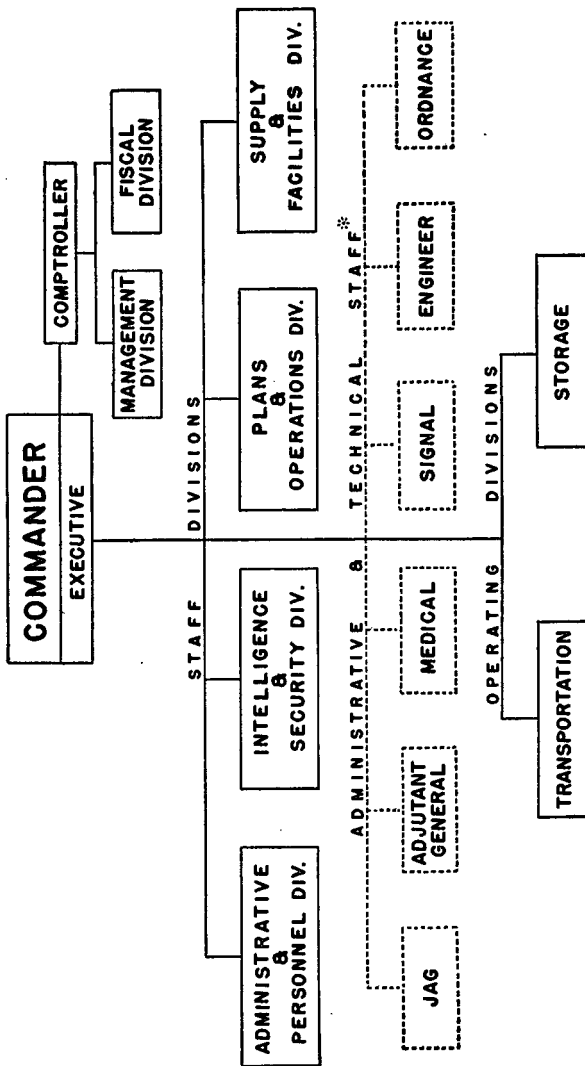 COMMANDER
EXECUTIVE
COMPTROLLER
MANAGEMENT
DIVISION
FISCAL
DIVISION
STAFF DIVISIONS
ADMINISTRATIVE
&
PERSONNEL DIV.
INTELLIGENCE
&
SECURITY DIV.
PLANS
&
OPERATIONS DIV.
SUPPLY
&
FACILITIES DIV.
ADMINISTRATIVE & TECHNICAL STAFF*
JAG
ADJUTANT
GENERAL
MEDICAL
SIGNAL
ENGINEER
ORDNANCE
OPERATING DIVISIONS
TRANSPORTATION
STORAGE